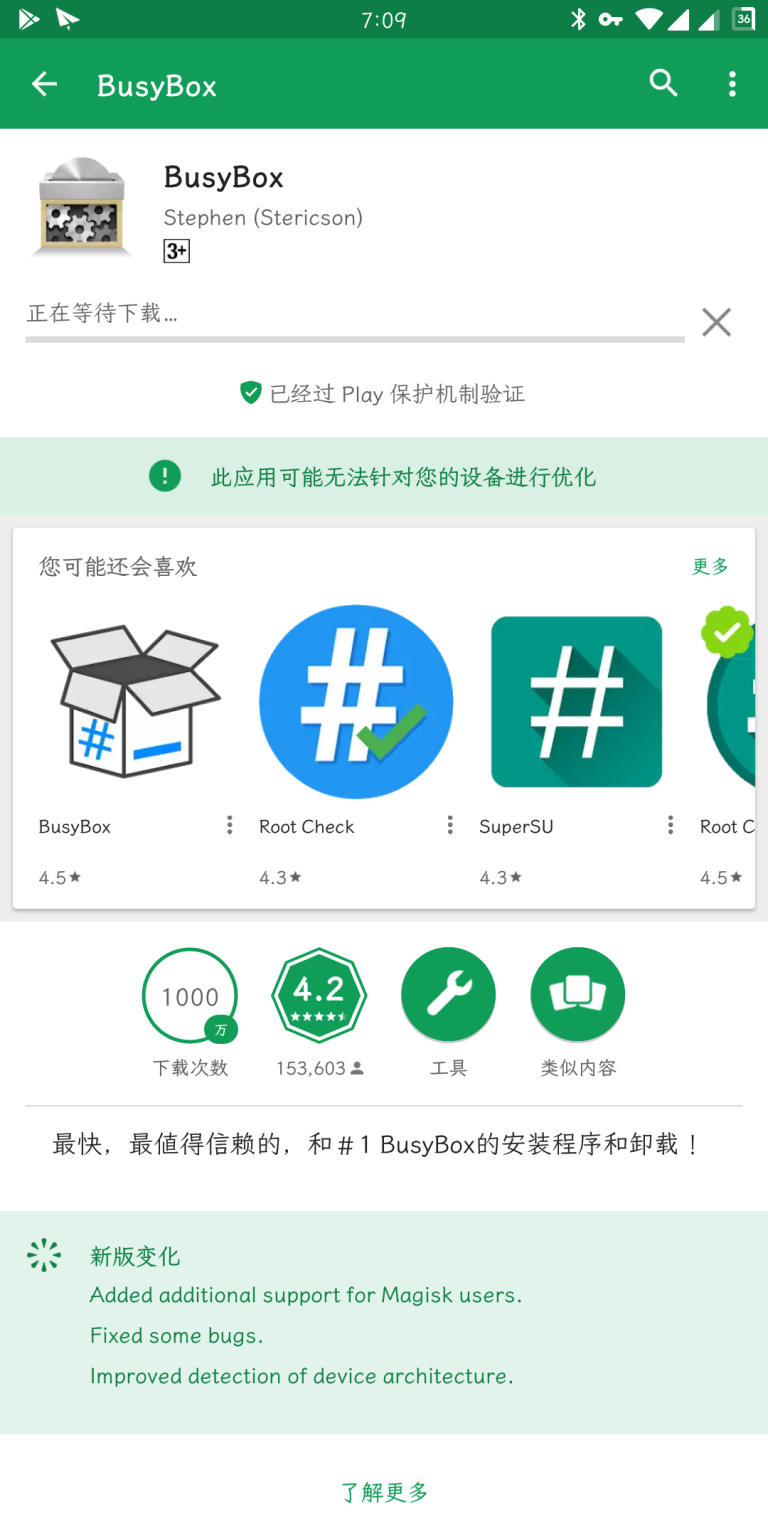 7:09
36
BusyBox
BusyBox
Stephen (Stericson)
3+
正在等待下载...
已经过 Play 保护机制验证
此应用可能无法针对您的设备进行优化
您可能还会喜欢
更多
BusyBox
Root Check
SuperSU
Root C
4.5★
4.3★
4.3★
4.5★
1000
万
4.2
下载次数
153,603
工具
类似内容
最快，最值得信赖的，和＃1 BusyBox的安装程序和卸载！
新版变化
Added additional support for Magisk users.
Fixed some bugs.
Improved detection of device architecture.
了解更多